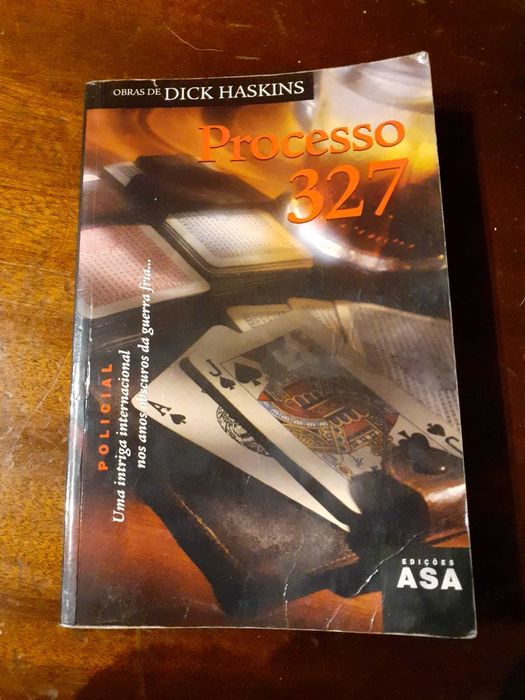 OBRAS DE DICK HASKINS
Processo
327
POLICIAL
Uma intriga internacional
nos anos obscuros da guerra fria...
A
J
J
EDIÇÕES
ASA